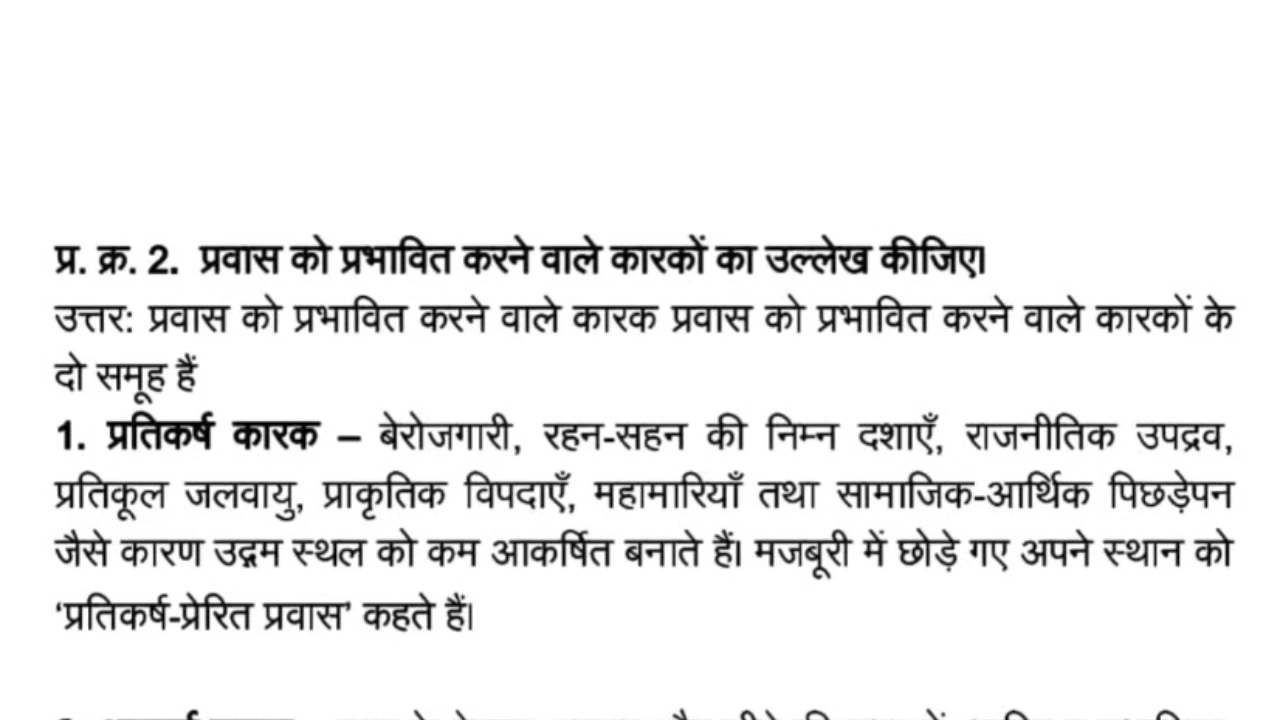 प्र. क्र. 2. प्रवास को प्रभावित करने वाले कारकों का उल्लेख कीजिए।
उत्तर: प्रवास को प्रभावित करने वाले कारक प्रवास को प्रभावित करने वाले कारकों के
दो समूह हैं
1. प्रतिकर्ष कारक – बेरोजगारी, रहन-सहन की निम्न दशाएँ, राजनीतिक उपद्रव,
प्रतिकूल जलवायु, प्राकृतिक विपदाएँ, महामारियाँ तथा सामाजिक-आर्थिक पिछड़ेपन
जैसे कारण उद्गम स्थल को कम आकर्षित बनाते हैं। मजबूरी में छोड़े गए अपने स्थान को
‘प्रतिकर्ष-प्रेरित प्रवास’ कहते हैं।